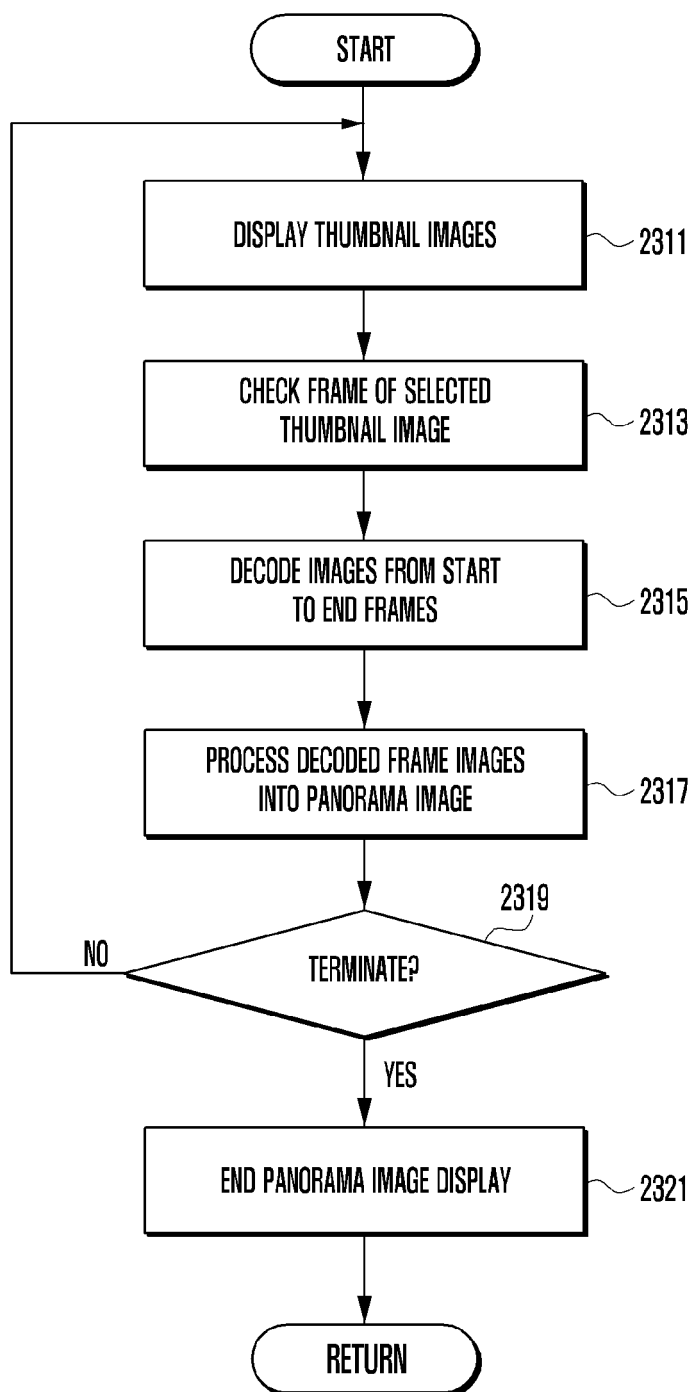 START
DISPLAY THUMBNAIL IMAGES
2311
CHECK FRAME OF SELECTED
THUMBNAIL IMAGE
2313
DECODE IMAGES FROM START
TO END FRAMES
2315
PROCESS DECODED FRAME IMAGES
INTO PANORAMA IMAGE
2317
2319
NO
TERMINATE?
YES
END PANORAMA IMAGE DISPLAY
2321
RETURN